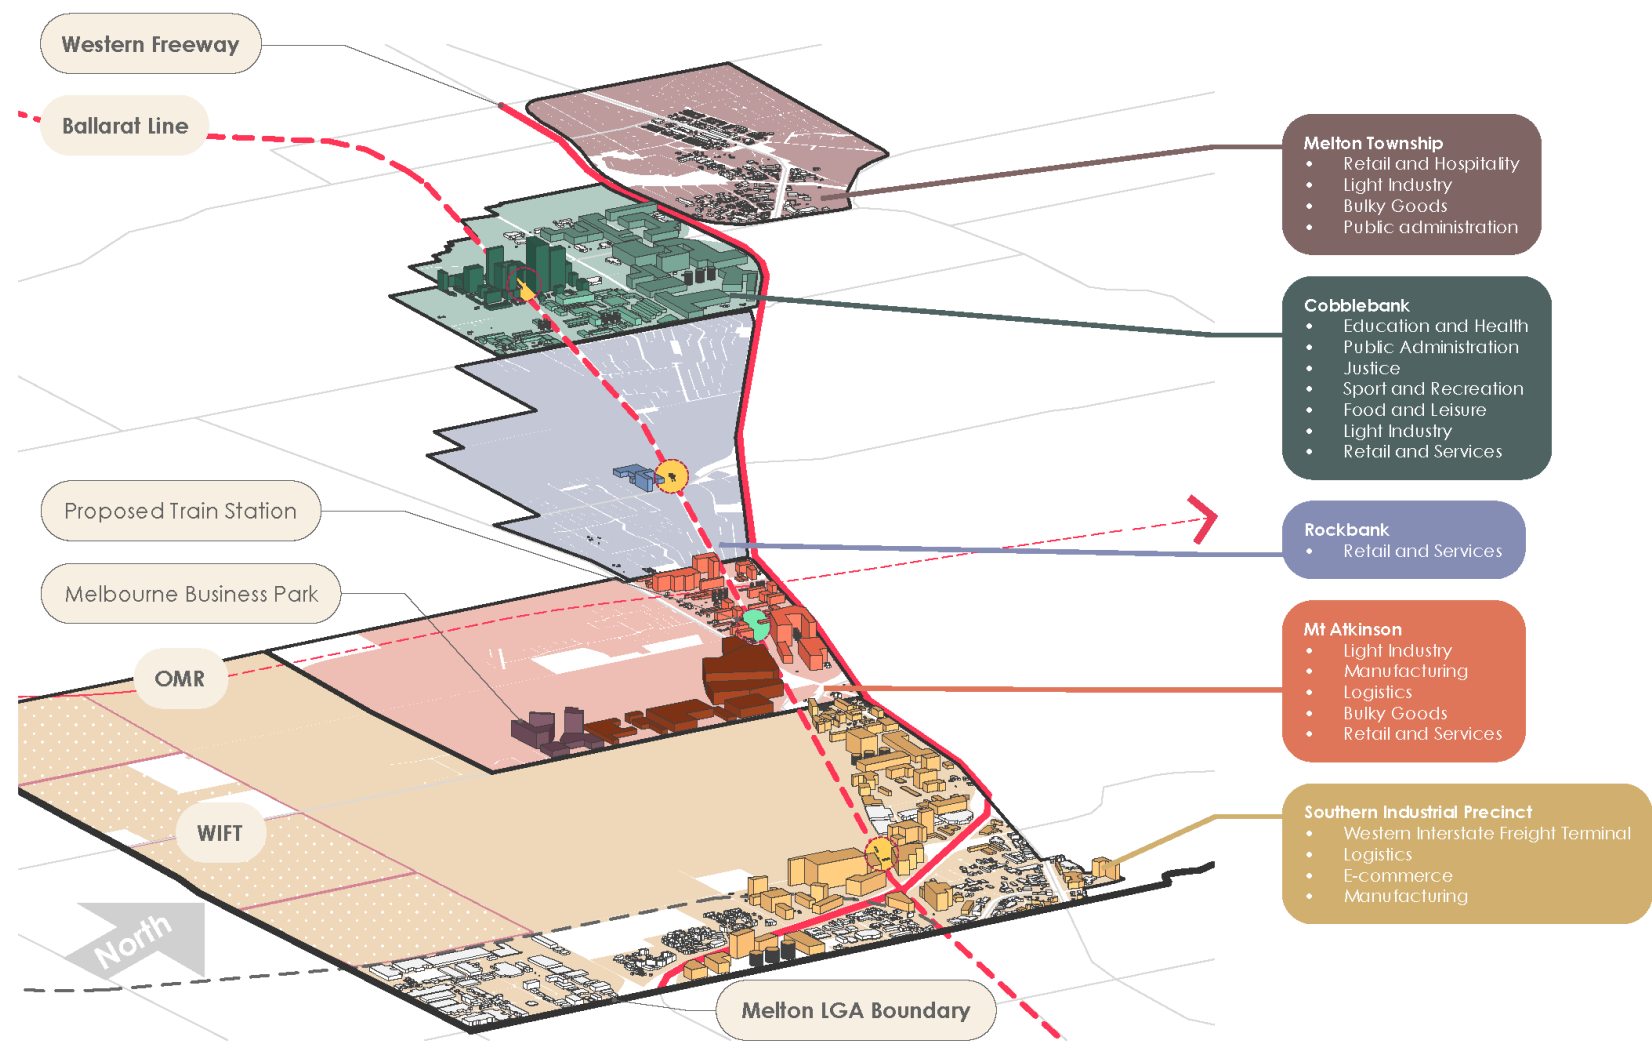 Western Freeway
Ballarat Line
Proposed Train Station
Melbourne Business Park
OMR
WIFT
North
Melton LGA Boundary
Melton Township
• Retail and Hospitality
• Light Industry
• Bulky Goods
• Public administration
Cobblebank
• Education and Health
• Public Administration
• Justice
• Sport and Recreation
• Food and Leisure
• Light Industry
• Retail and Services
Rockbank
• Retail and Services
Mt Atkinson
• Light Industry
• Manufacturing
• Logistics
• Bulky Goods
• Retail and Services
Southern Industrial Precinct
• Western Interstate Freight Terminal
• Logistics
• E-commerce
• Manufacturing